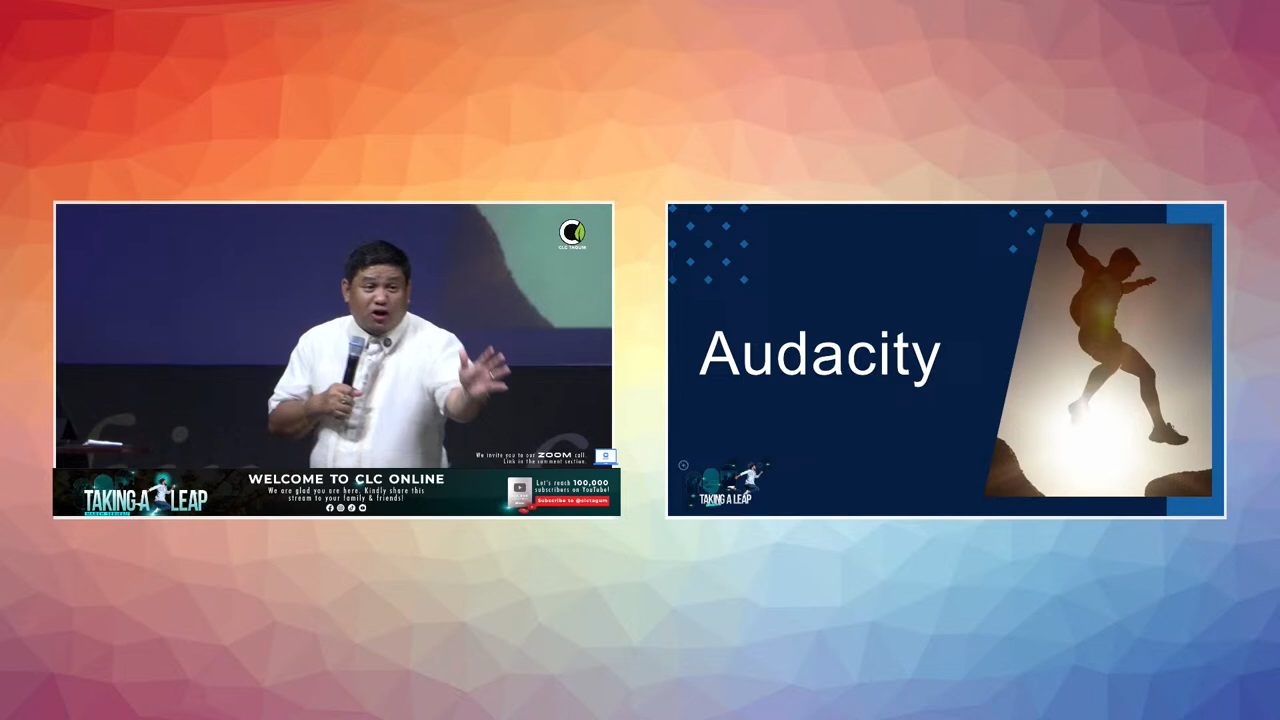 CLC TAGUM
We invite you to our ZOOM call.
Link in the comment section.
TAKING A LEAP
WELCOME TO CLC ONLINE
We are glad you are here. Kindly share this
stream to your family & friends!
Let's reach 100,000
subscribers on YouTube!
Subscribe to @clctagum
Audacity
TAKING A LEAP